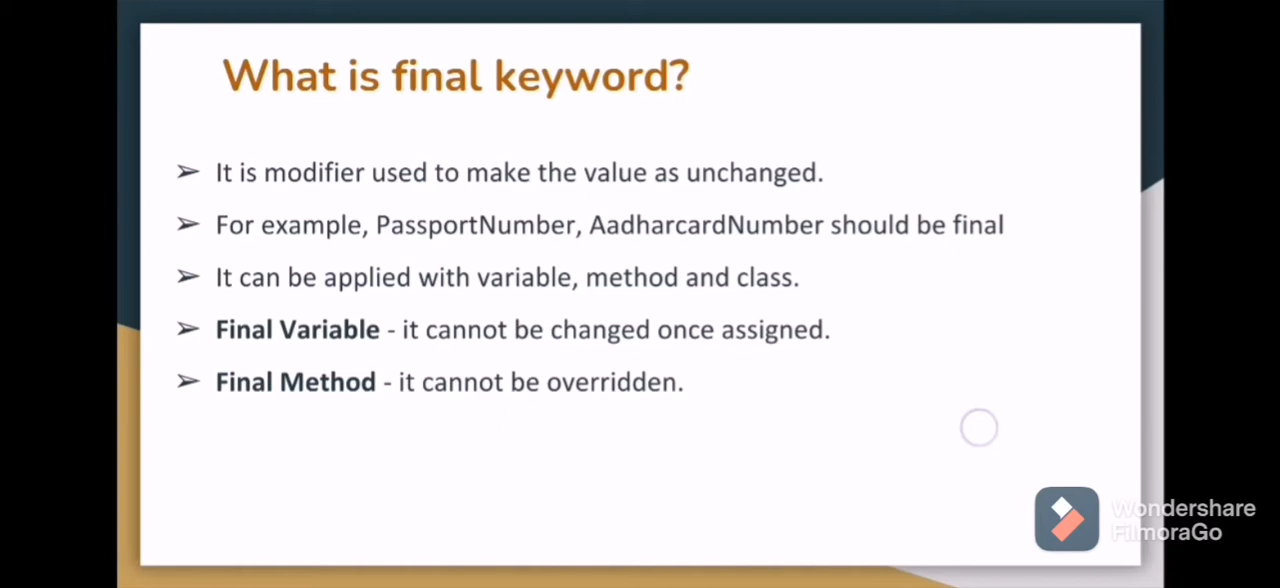 What is final keyword?
➢ It is modifier used to make the value as unchanged.
➢ For example, PassportNumber, AadharcardNumber should be final
➢ It can be applied with variable, method and class.
➢ Final Variable - it cannot be changed once assigned.
➢ Final Method - it cannot be overridden.
Wondershare
FilmoraGo